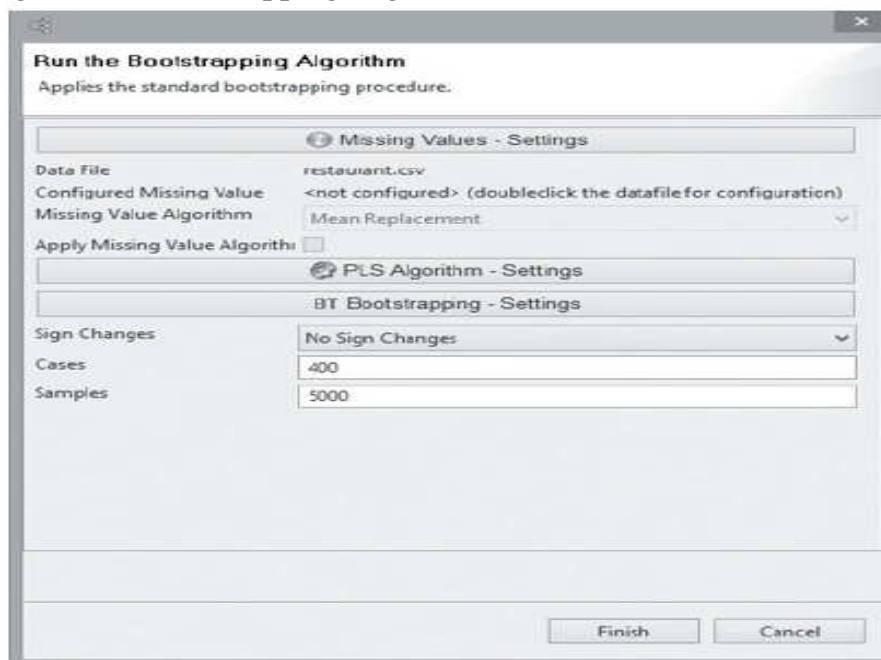 Run the Bootstrapping Algorithm
Applies the standard bootstrapping procedure.
Missing Values - Settings
Data File restaurant.csv
Configured Missing Value <not configured> (doubleclick the datafile for configuration)
Missing Value Algorithm Mean Replacement
Apply Missing Value Algorith
PLS Algorithm - Settings
BT Bootstrapping - Settings
Sign Changes No Sign Changes
Cases 400
Samples 5000
Finish Cancel